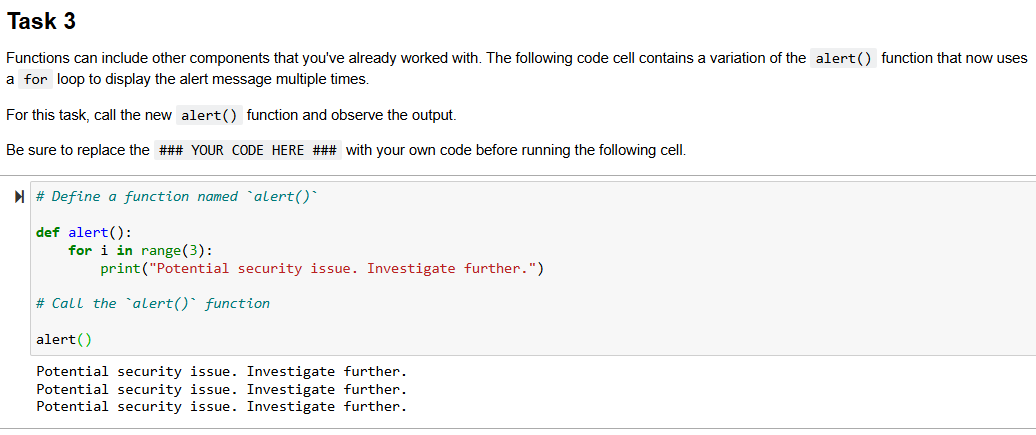 Task 3
Functions can include other components that you've already worked with. The following code cell contains a variation of the alert() function that now uses
a for loop to display the alert message multiple times.
For this task, call the new alert() function and observe the output.
Be sure to replace the ### YOUR CODE HERE ### with your own code before running the following cell.
# Define a function named `alert()`
def alert():
    for i in range(3):
        print("Potential security issue. Investigate further.")
# Call the `alert()` function
alert()
Potential security issue. Investigate further.
Potential security issue. Investigate further.
Potential security issue. Investigate further.